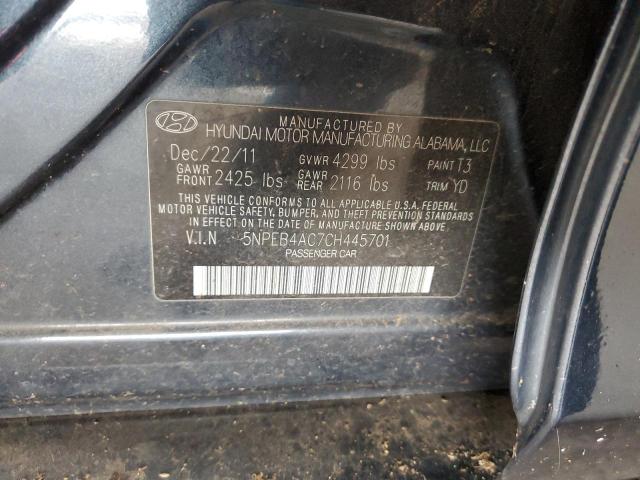 MANUFACTURED BY
HYUNDAI MOTOR MANUFACTURING ALABAMA, LLC
Dec/22/11 GVWR 4299 lbs PAINT T3
GAWR FRONT 2425 lbs GAWR REAR 2116 lbs TRIM YD
THIS VEHICLE CONFORMS TO ALL APPLICABLE U.S.A. FEDERAL
MOTOR VEHICLE SAFETY, BUMPER, AND THEFT PREVENTION STANDARDS
IN EFFECT ON THE DATE OF MANUFACTURE SHOWN ABOVE.
V.I.N 5NPEB4AC7CH445701
PASSENGER CAR